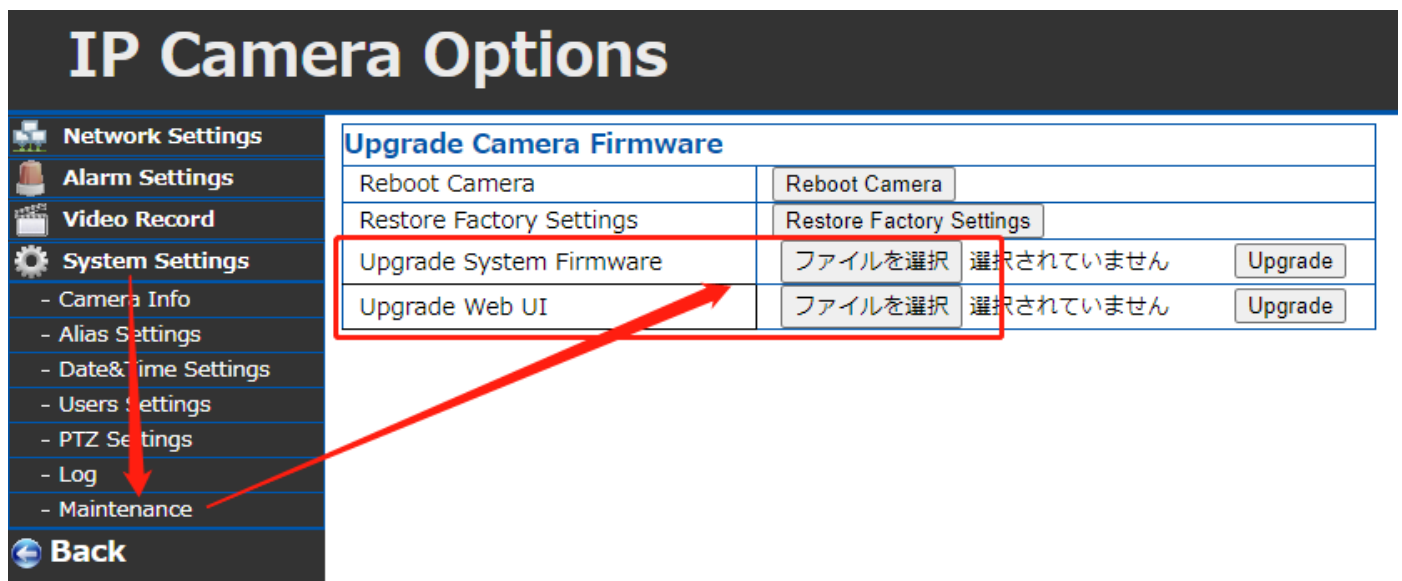 IP Camera Options
Network Settings
Alarm Settings
Video Record
System Settings
- Camera Info
- Alias Settings
- Date&Time Settings
- Users Settings
- PTZ Settings
- Log
- Maintenance
Back
Upgrade Camera Firmware
Reboot Camera Reboot Camera
Restore Factory Settings Restore Factory Settings
Upgrade System Firmware ファイルを選択 選択されていません Upgrade
Upgrade Web UI ファイルを選択 選択されていません Upgrade